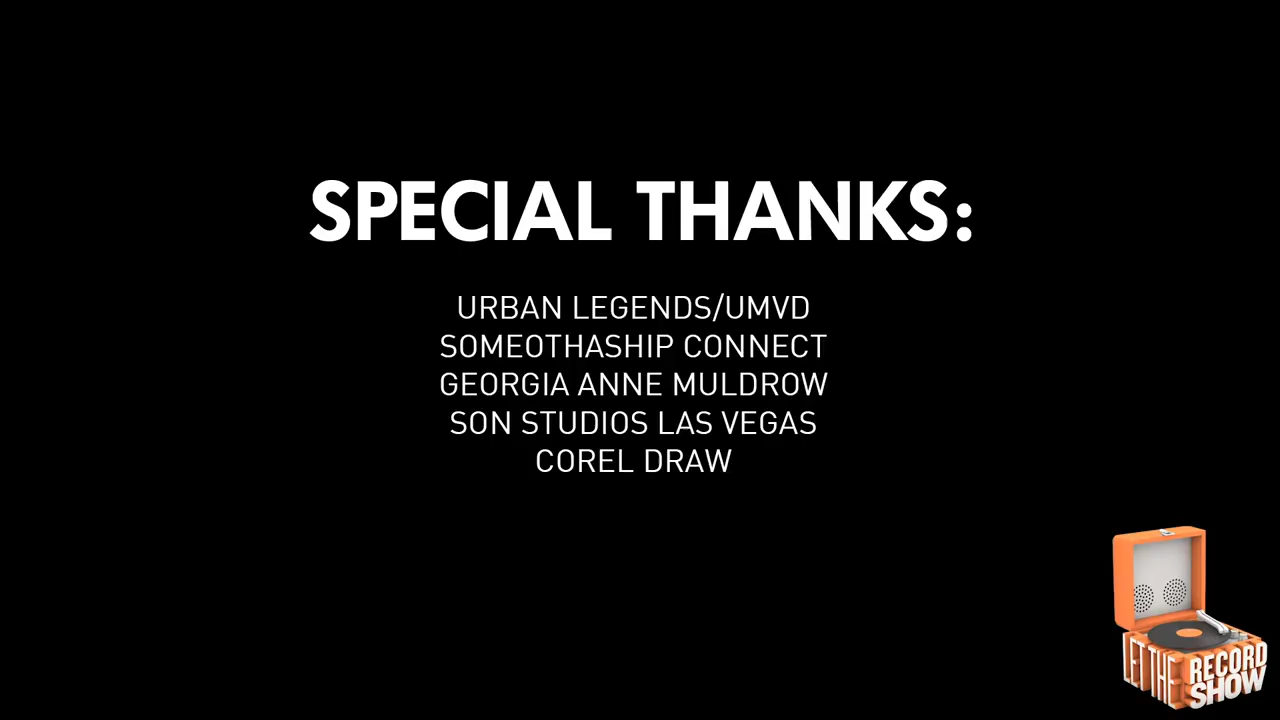 SPECIAL THANKS:
URBAN LEGENDS/UMVD
SOMEOTHASHIP CONNECT
GEORGIA ANNE MULDROW
SON STUDIOS LAS VEGAS
COREL DRAW
LET THE
RECORD
SHOW